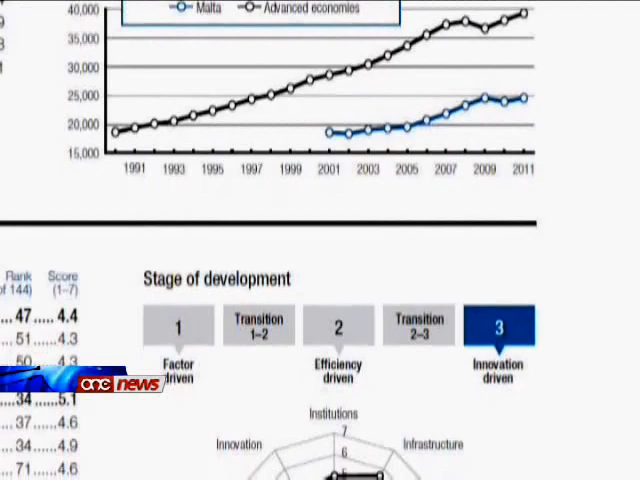 Malta Advanced economies
40,000
35,000
30,000
25,000
20,000
15,000
1991 1993 1995 1997 1999 2001 2003 2005 2007 2009 2011
Rank Score
of 144) (1–7)
47 ..... 4.4
51 ..... 4.3
50 ..... 4.3
34 ...... 5.1
37 ..... 4.6
34 ..... 4.9
71 ..... 4.6
Stage of development
1
Transition
1–2
2
Transition
2–3
3
Factor
driven
Efficiency
driven
Innovation
driven
one news
Institutions
Innovation
Infrastructure
7
6